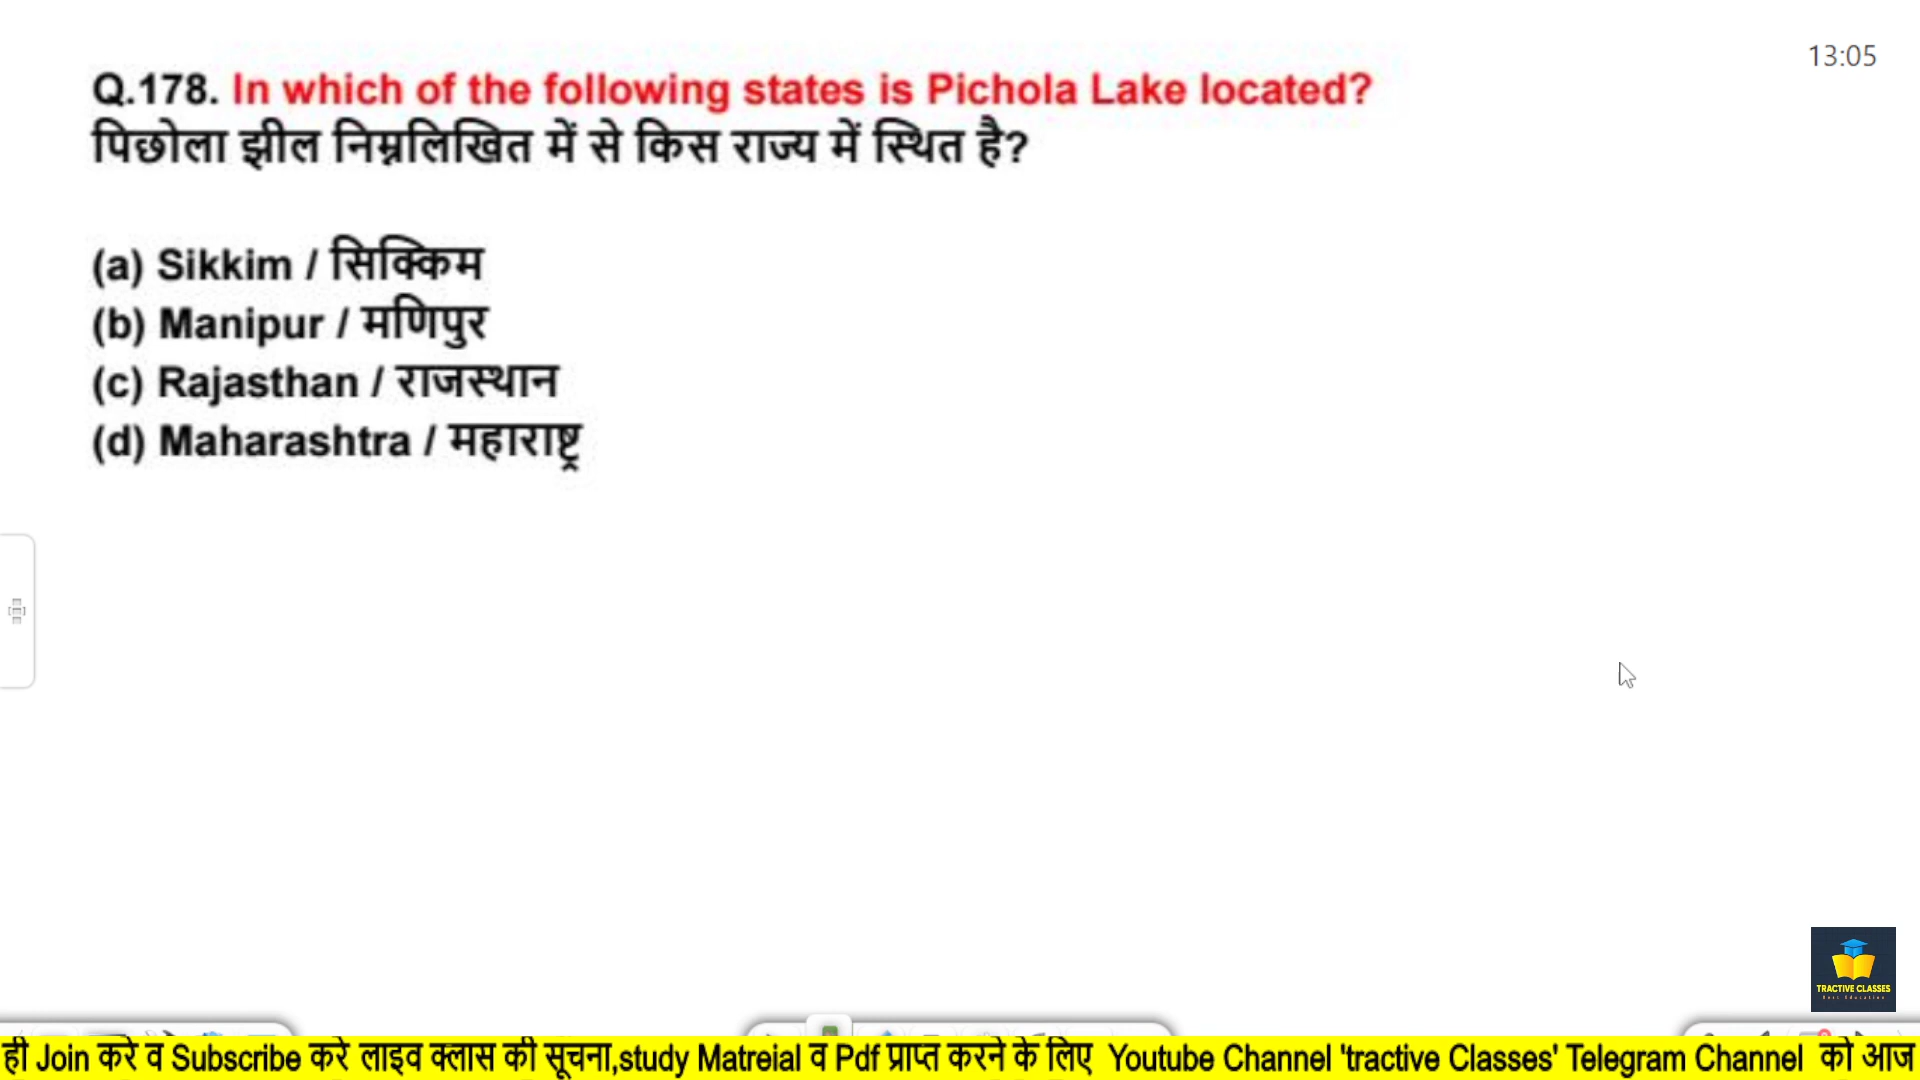 13:05
Q.178. In which of the following states is Pichola Lake located?
पिछोला झील निम्नलिखित में से किस राज्य में स्थित है?
(a) Sikkim / सिक्किम
(b) Manipur / मणिपुर
(c) Rajasthan / राजस्थान
(d) Maharashtra / महाराष्ट्र
TRACTIVE CLASSES
Best Education
ही Join करे व Subscribe करे लाइव क्लास की सूचना,study Matreial व Pdf प्राप्त करने के लिए Youtube Channel 'tractive Classes' Telegram Channel को आज